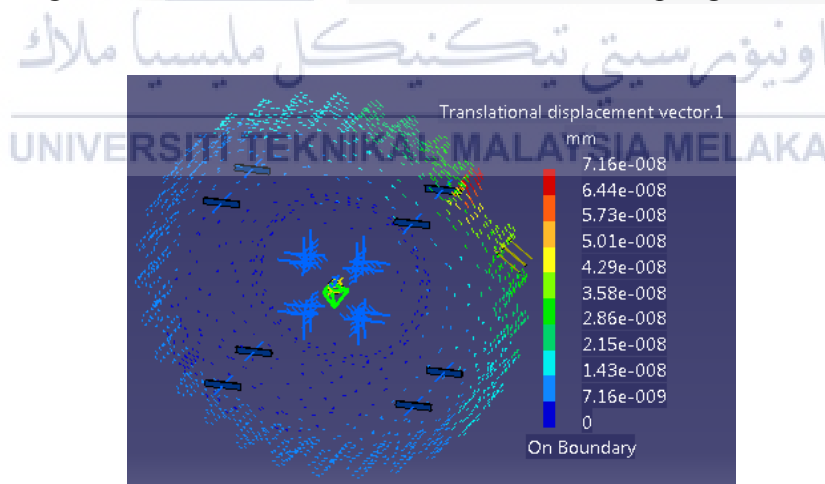 اونيۏرسيتي تيكنيكل مليسيا ملاك
UNIVERSITI TEKNIKAL MALAYSIA MELAKA
Translational displacement vector.1
mm
7.16e-008
6.44e-008
5.73e-008
5.01e-008
4.29e-008
3.58e-008
2.86e-008
2.15e-008
1.43e-008
7.16e-009
0
On Boundary